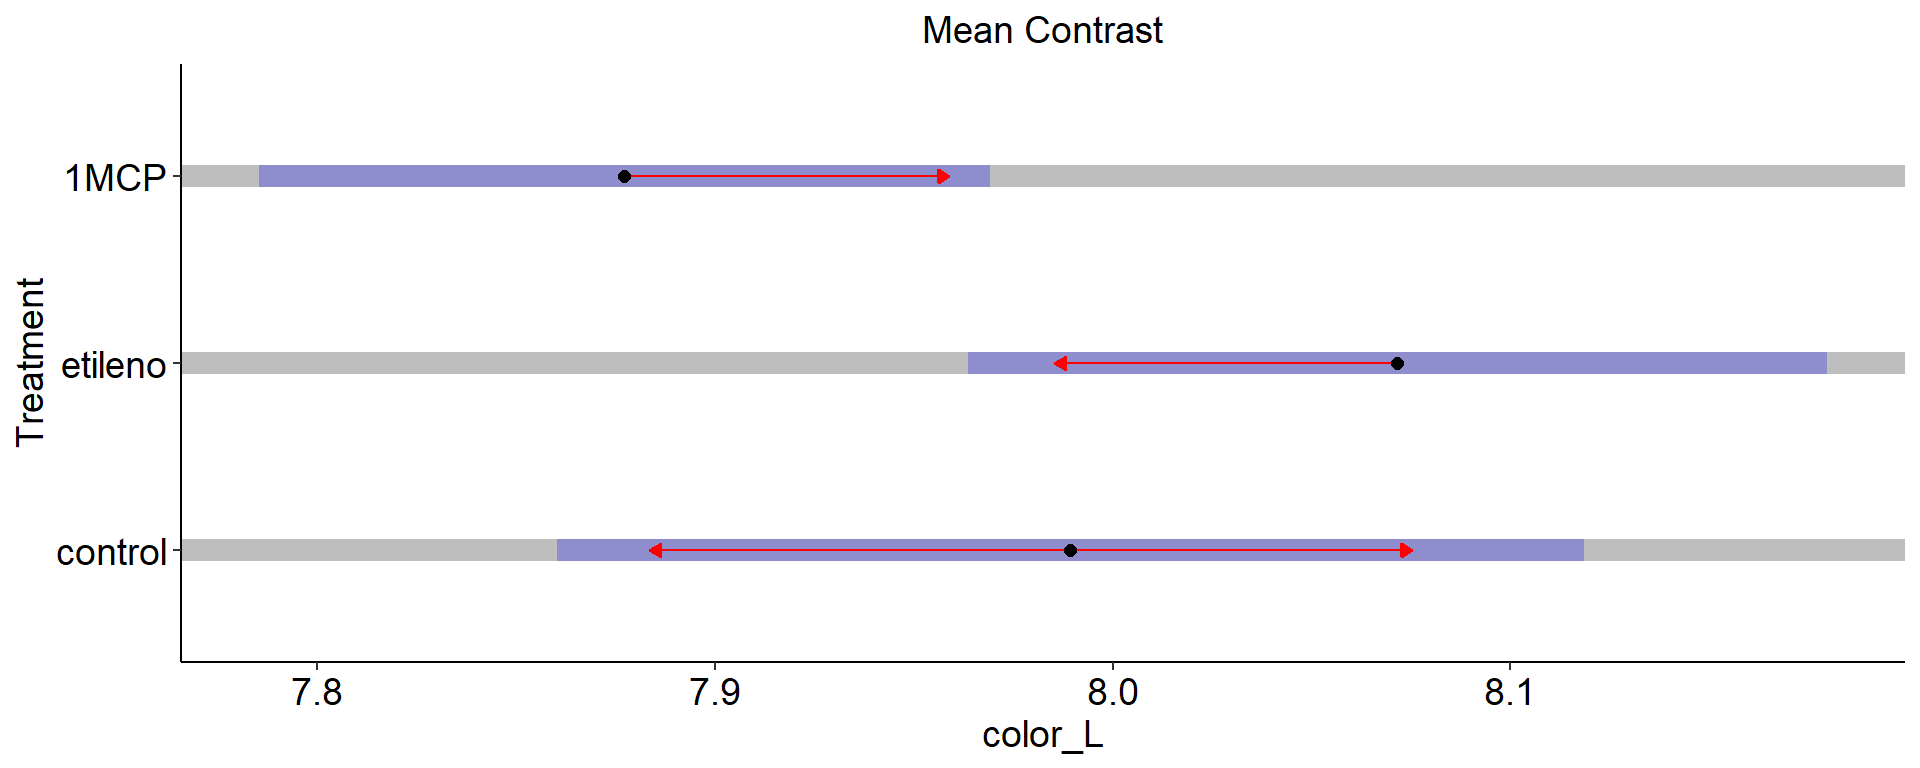 Mean Contrast
1MCP
etileno
control
Treatment
7.8 7.9 8.0 8.1
color_L